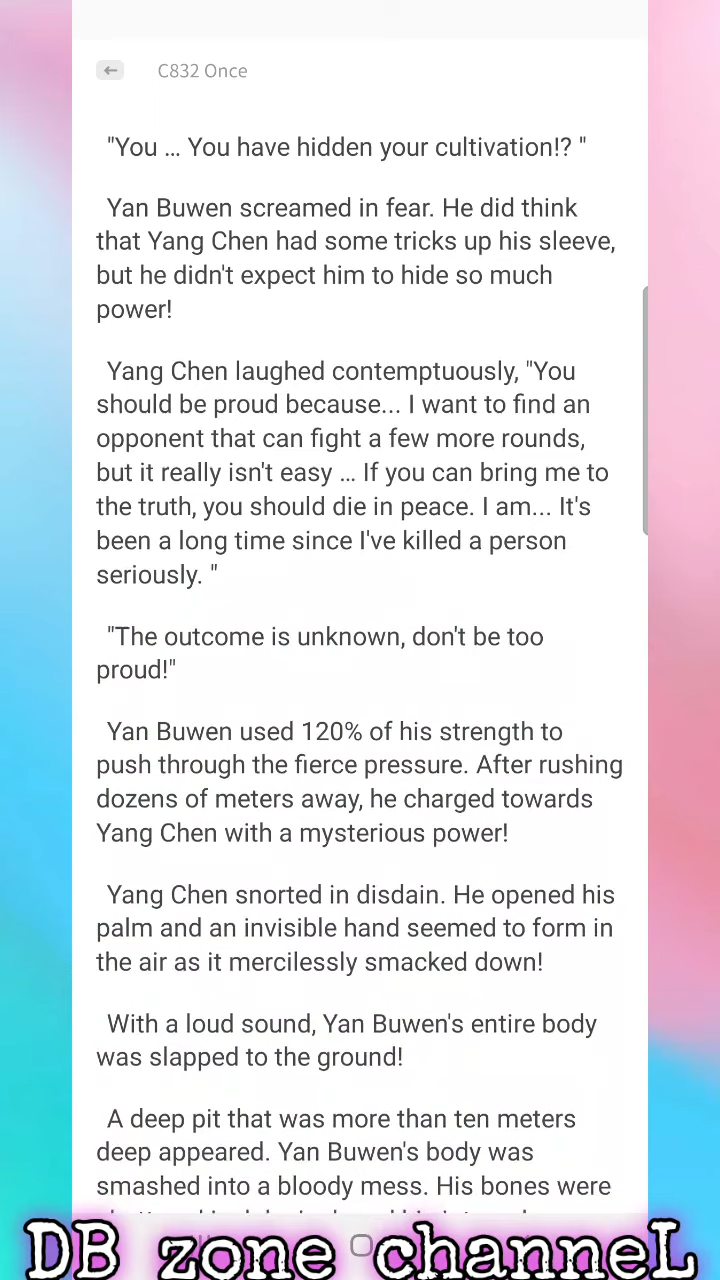 C832 Once
"You ... You have hidden your cultivation!? "
Yan Buwen screamed in fear. He did think
that Yang Chen had some tricks up his sleeve,
but he didn't expect him to hide so much
power!
Yang Chen laughed contemptuously, "You
should be proud because... I want to find an
opponent that can fight a few more rounds,
but it really isn't easy ... If you can bring me to
the truth, you should die in peace. I am... It's
been a long time since I've killed a person
seriously. "
"The outcome is unknown, don't be too
proud!"
Yan Buwen used 120% of his strength to
push through the fierce pressure. After rushing
dozens of meters away, he charged towards
Yang Chen with a mysterious power!
Yang Chen snorted in disdain. He opened his
palm and an invisible hand seemed to form in
the air as it mercilessly smacked down!
With a loud sound, Yan Buwen's entire body
was slapped to the ground!
A deep pit that was more than ten meters
deep appeared. Yan Buwen's body was
smashed into a bloody mess. His bones were
DB zone channeL